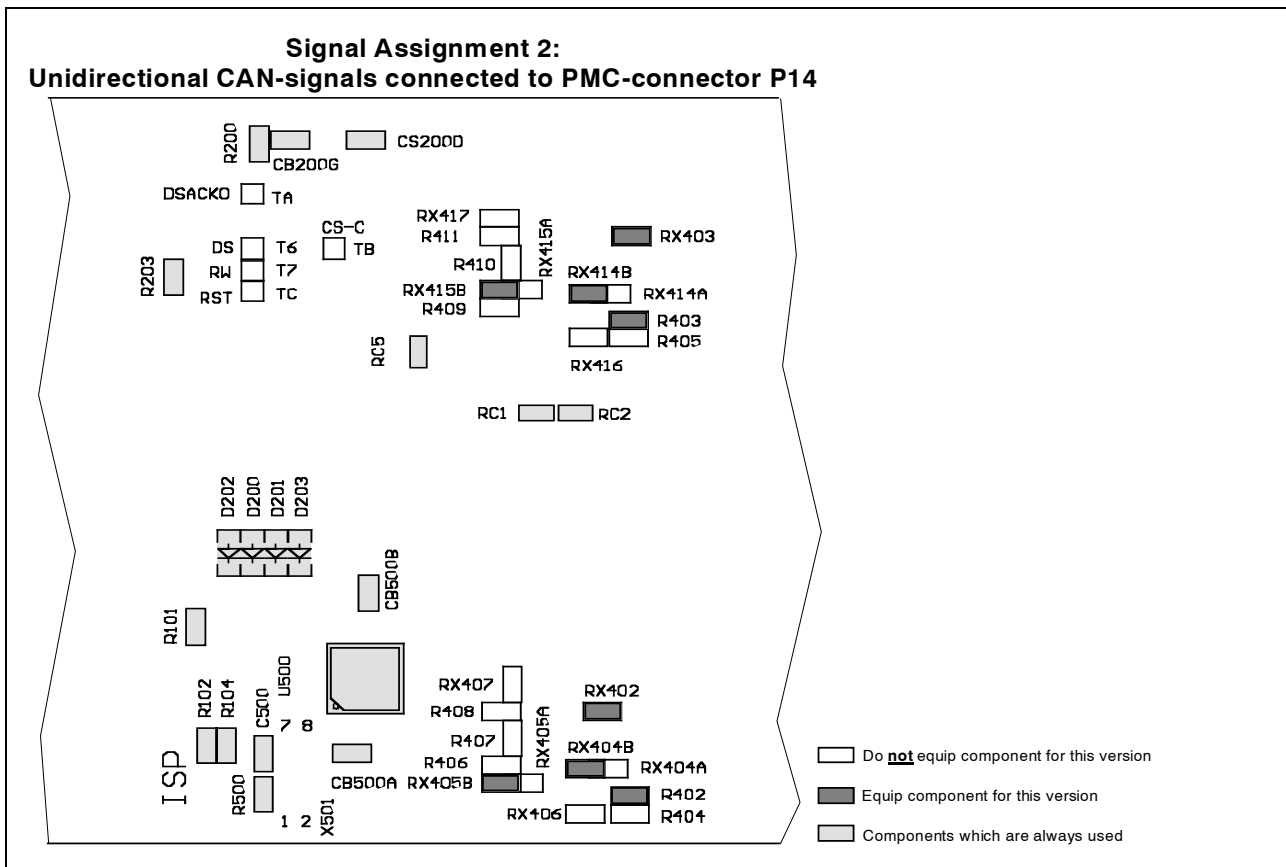 Signal Assignment 2:
Unidirectional CAN-signals connected to PMC-connector P14
R200
CB200G
CS200D
DSACK0
TA
CS-C
TB
DS
T6
RW
T7
RST
TC
R203
RX417
R411
RX415A
R410
RX415B
R409
RX403
RX414B
RX414A
R403
R405
RX416
RC5
RC1
RC2
D202
D200
D201
D203
CB500B
R101
U500
R102
R104
C500
7 8
ISP
R500
1 2
X501
CB500A
RX407
R408
RX405A
R407
R406
RX405B
RX402
RX404B
RX404A
R402
RX406
R404
Do not equip component for this version
Equip component for this version
Components which are always used